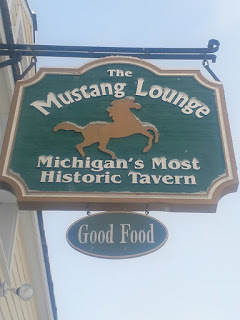 The
Mustang Lounge
Michigan's Most
Historic Tavern
Good Food